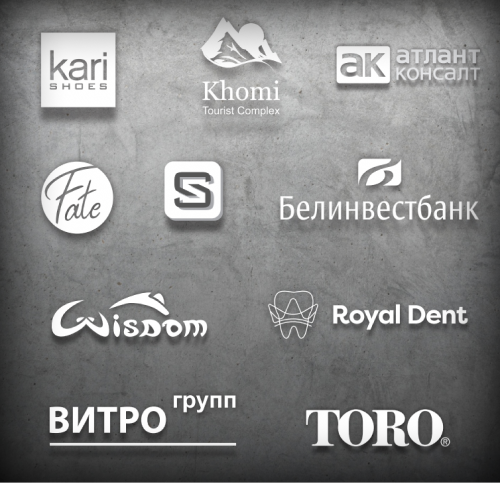 kari
SHOES
Khomi
Tourist Complex
ак атлант
консалт
Fate
S
Белинвестбанк
Wisdom
Royal Dent
ВИТРО групп
TORO®